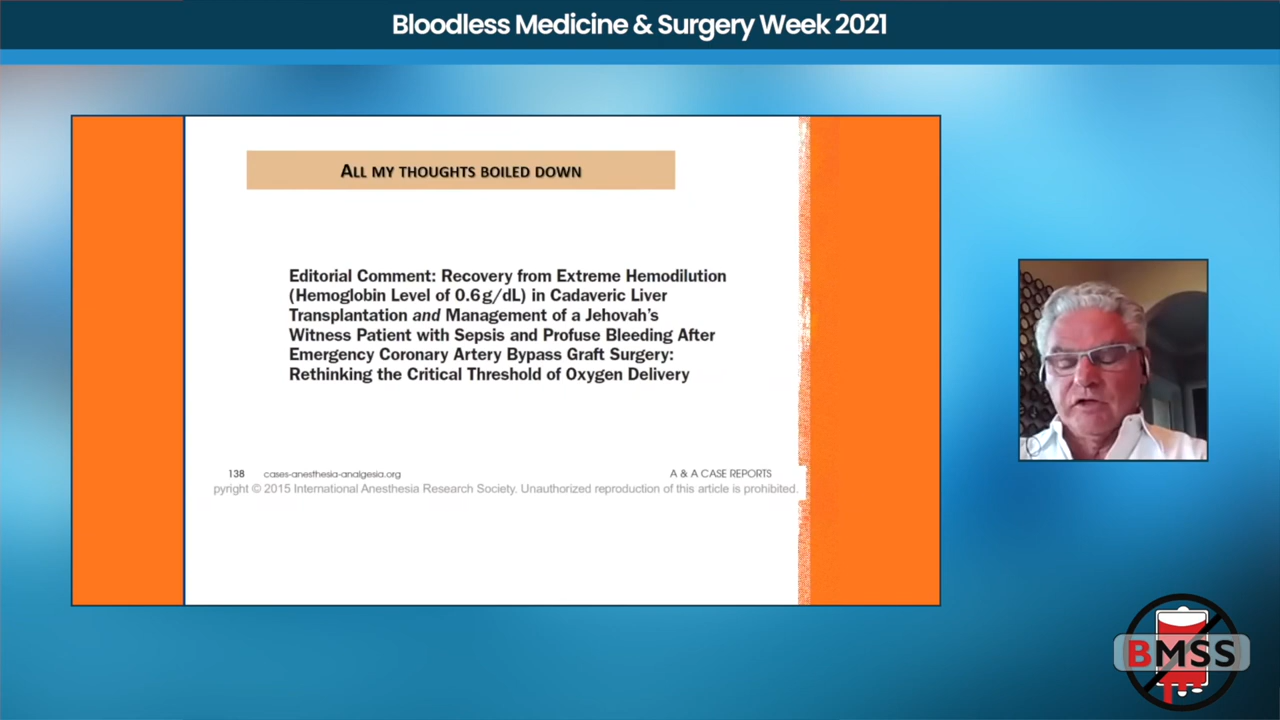 Bloodless Medicine & Surgery Week 2021
ALL MY THOUGHTS BOILED DOWN
Editorial Comment: Recovery from Extreme Hemodilution
(Hemoglobin Level of 0.6 g/dL) in Cadaveric Liver
Transplantation and Management of a Jehovah's
Witness Patient with Sepsis and Profuse Bleeding After
Emergency Coronary Artery Bypass Graft Surgery:
Rethinking the Critical Threshold of Oxygen Delivery
138 cases-anesthesia-analgesia.org A & A CASE REPORTS
pyright © 2015 International Anesthesia Research Society. Unauthorized reproduction of this article is prohibited.
BMSS